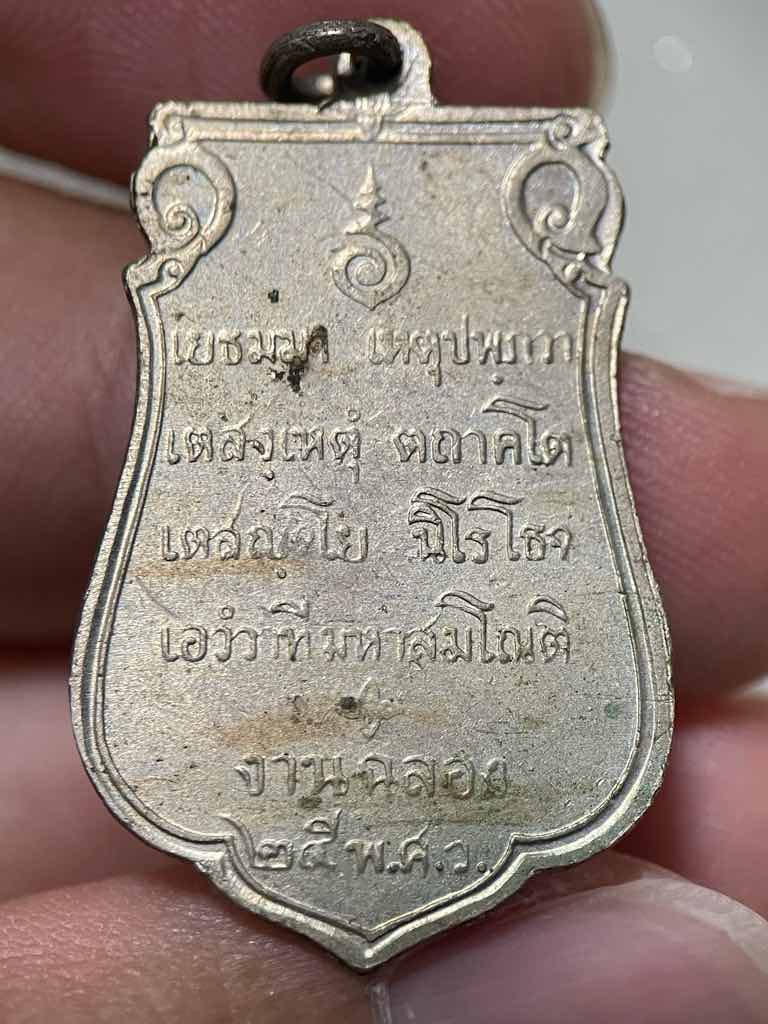 เยธมฺมา เหตุปพฺภวา
เตสํฺเหตุํ ตถาคโต
เตสญฺโย นิโรโธจ
เอวํวาทีมหาสมโณติ
งานฉลอง
๒๕ พ.ศ.ว.